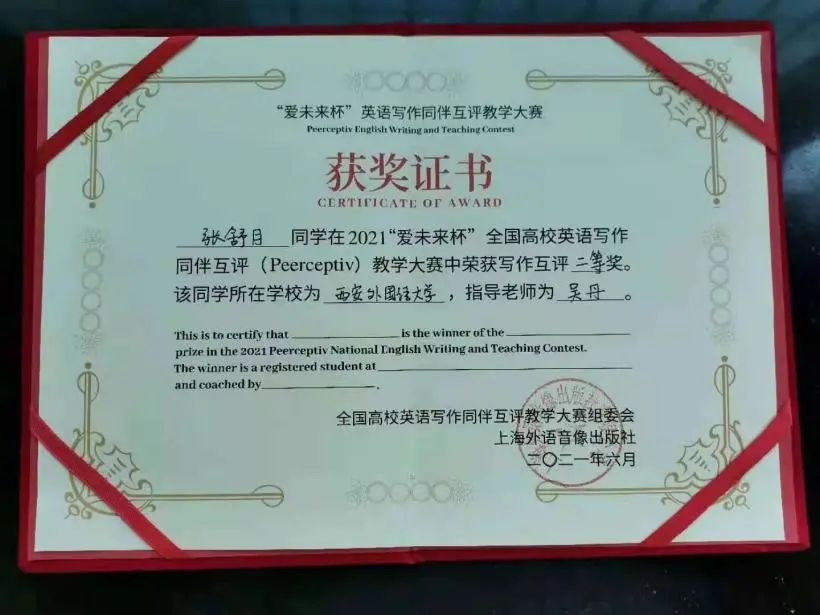 “爱未来杯”英语写作同伴互评教学大赛
Peerceptiv English Writing and Teaching Contest
获奖证书
CERTIFICATE OF AWARD
张舒月 同学在2021“爱未来杯”全国高校英语写作
同伴互评（Peerceptiv）教学大赛中荣获写作互评 二等奖。
该同学所在学校为 西安外国语大学，指导老师为 吴丹 。
This is to certify that ____________ is the winner of the ____________
prize in the 2021 Peerceptiv National English Writing and Teaching Contest.
The winner is a registered student at ____________
and coached by ____________.
全国高校英语写作同伴互评教学大赛组委会
上海外语音像出版社
二〇二一年六月